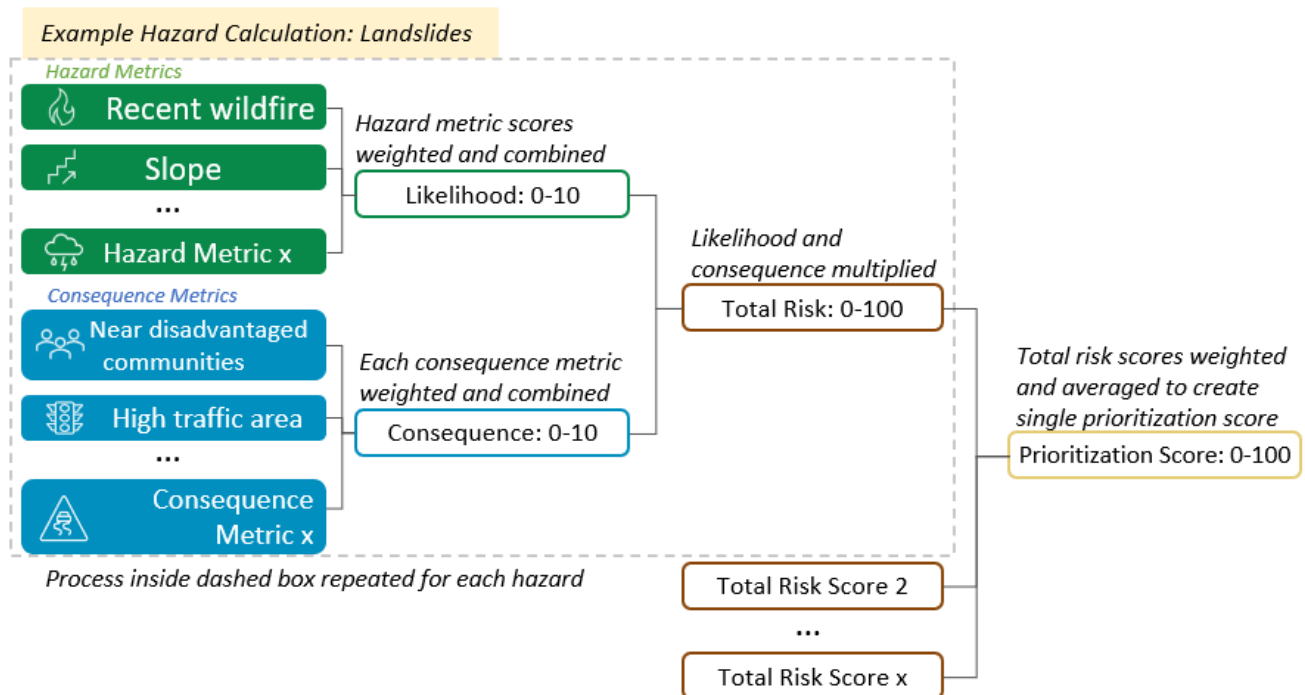 Example Hazard Calculation: Landslides
Hazard Metrics
Recent wildfire
Slope
...
Hazard Metric x
Hazard metric scores
weighted and combined
Likelihood: 0-10
Consequence Metrics
Near disadvantaged
communities
High traffic area
...
Consequence
Metric x
Each consequence metric
weighted and combined
Consequence: 0-10
Likelihood and
consequence multiplied
Total Risk: 0-100
Total risk scores weighted
and averaged to create
single prioritization score
Prioritization Score: 0-100
Process inside dashed box repeated for each hazard
Total Risk Score 2
...
Total Risk Score x